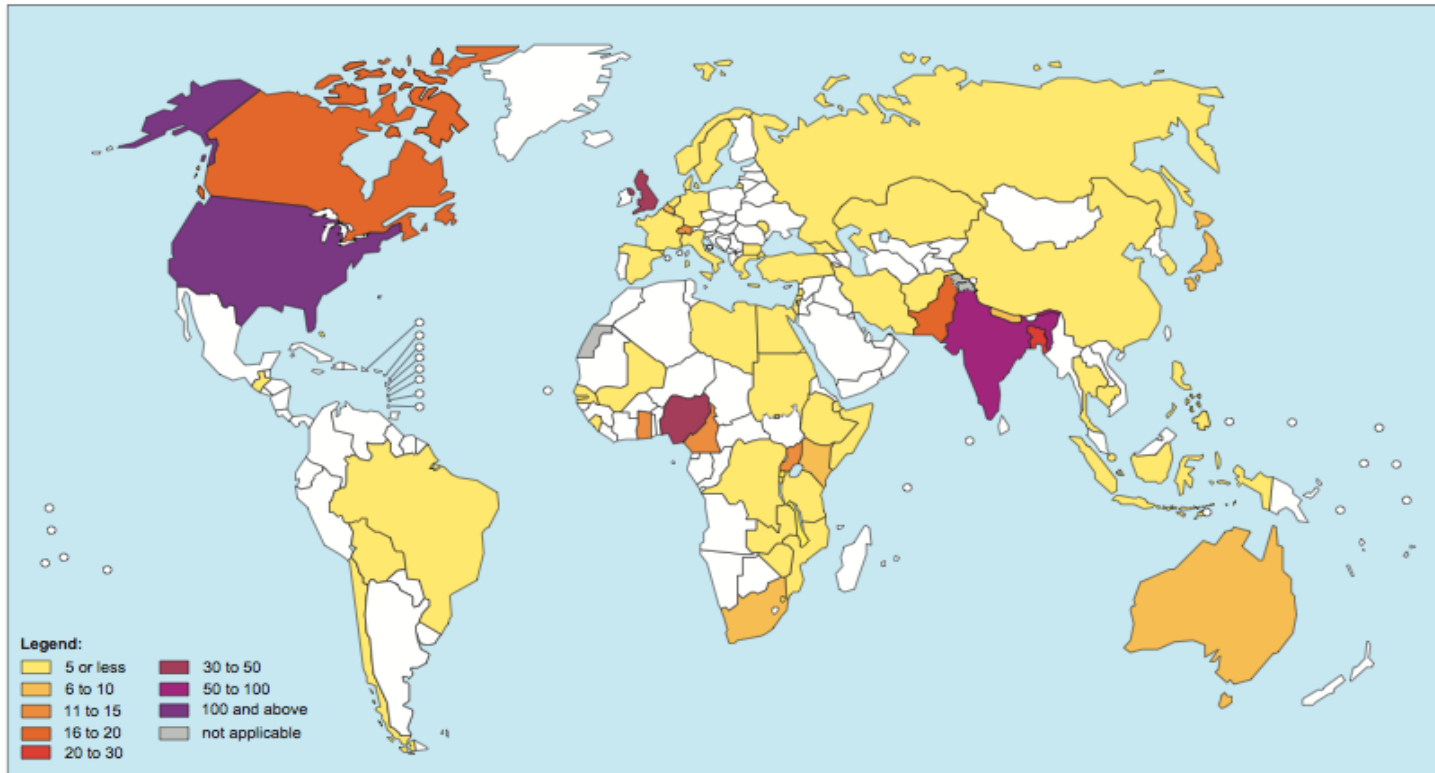 Legend:
5 or less
6 to 10
11 to 15
16 to 20
20 to 30
30 to 50
50 to 100
100 and above
not applicable